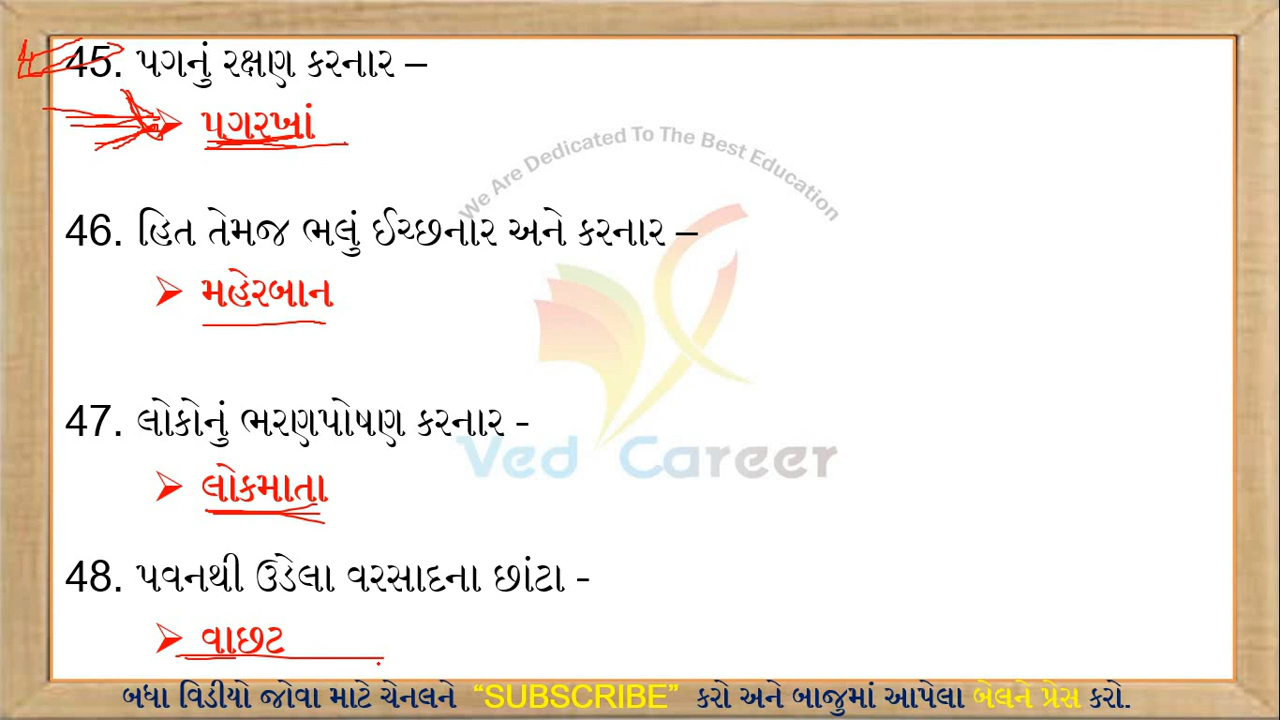 45. પગનું રક્ષણ કરનાર –
➢ પગરખાં
We Are Dedicated To The Best Education
46. હિત તેમજ ભલું ઈચ્છનાર અને કરનાર –
➢ મહેરબાન
47. લોકોનું ભરણપોષણ કરનાર -
➢ લોકમાતા
Ved Career
48. પવનથી ઉડેલા વરસાદના છાંટા -
➢ વાછટ
બધા વિડીયો જોવા માટે ચેનલને “SUBSCRIBE” કરો અને બાજુમાં આપેલા બેલને પ્રેસ કરો.